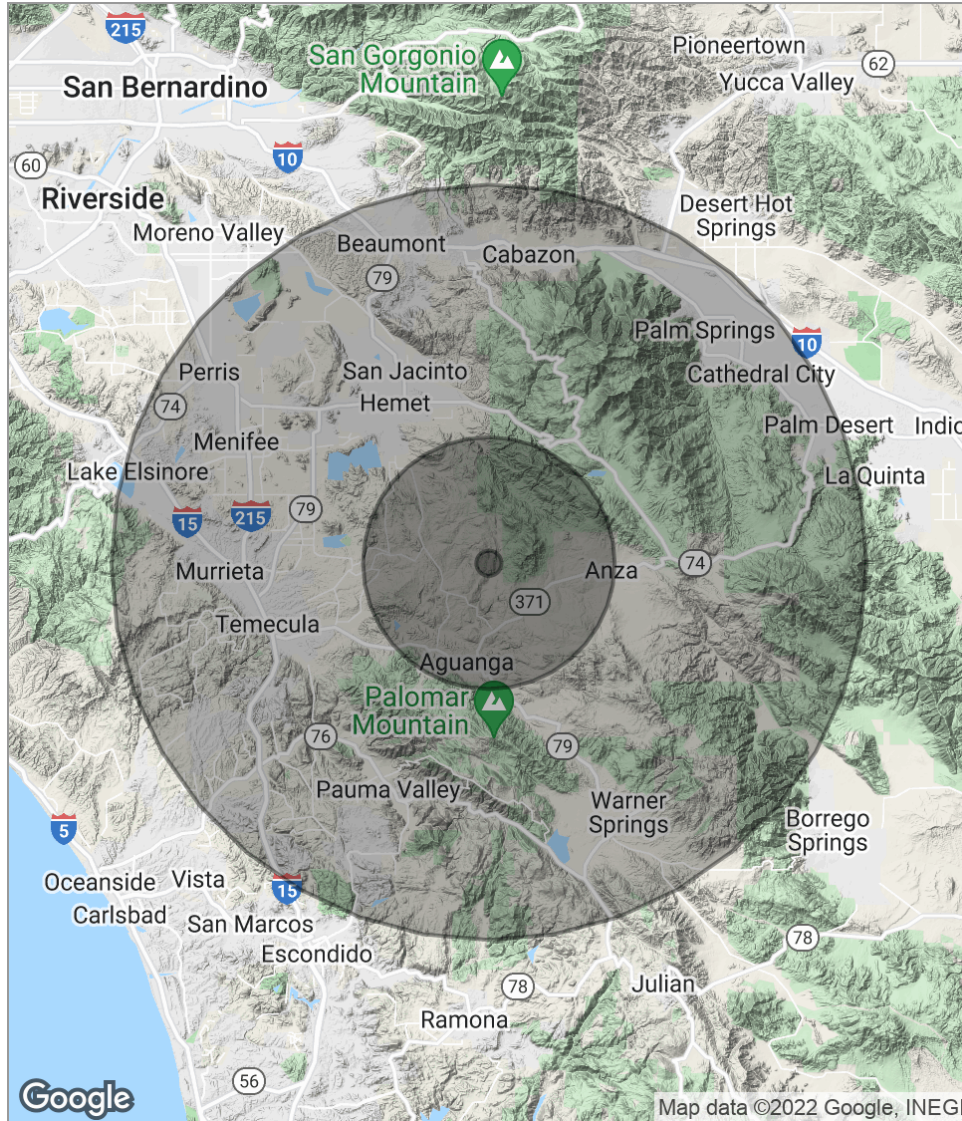 215
San Gorgonio
Mountain
Pioneertown
62
Yucca Valley
San Bernardino
10
60
Riverside
Moreno Valley
Desert Hot
Springs
Beaumont
Cabazon
79
Palm Springs
10
Perris
San Jacinto
Cathedral City
74
Hemet
Menifee
Palm Desert
Indio
Lake Elsinore
La Quinta
15
215
79
Murrieta
Anza
74
371
Temecula
Aguanga
Palomar
Mountain
76
79
Pauma Valley
Warner
Springs
5
Borrego
Springs
Oceanside
Vista
15
Carlsbad
San Marcos
Escondido
78
78
Julian
Ramona
56
Google
Map data ©2022 Google, INEGI